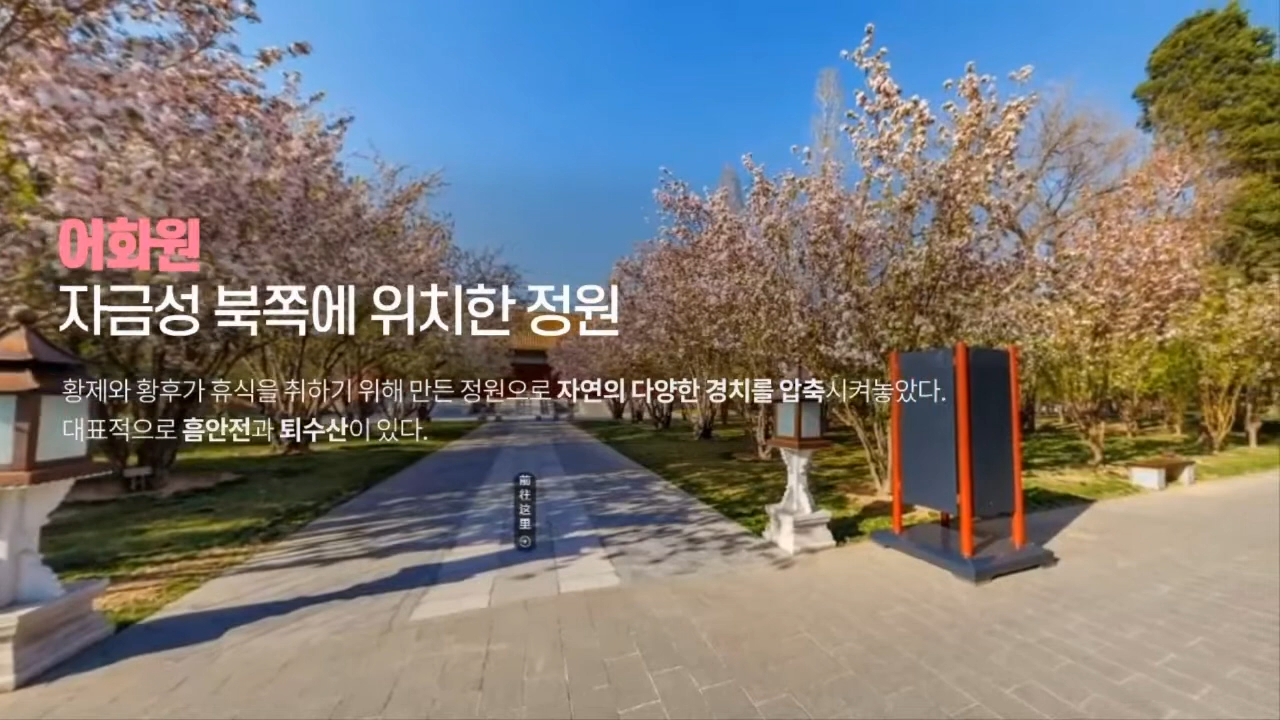 어화원
자금성 북쪽에 위치한 정원
황제와 황후가 휴식을 취하기 위해 만든 정원으로 자연의 다양한 경치를 압축시켜놓았다.
대표적으로 흠안전과 퇴수산이 있다.
前往这里